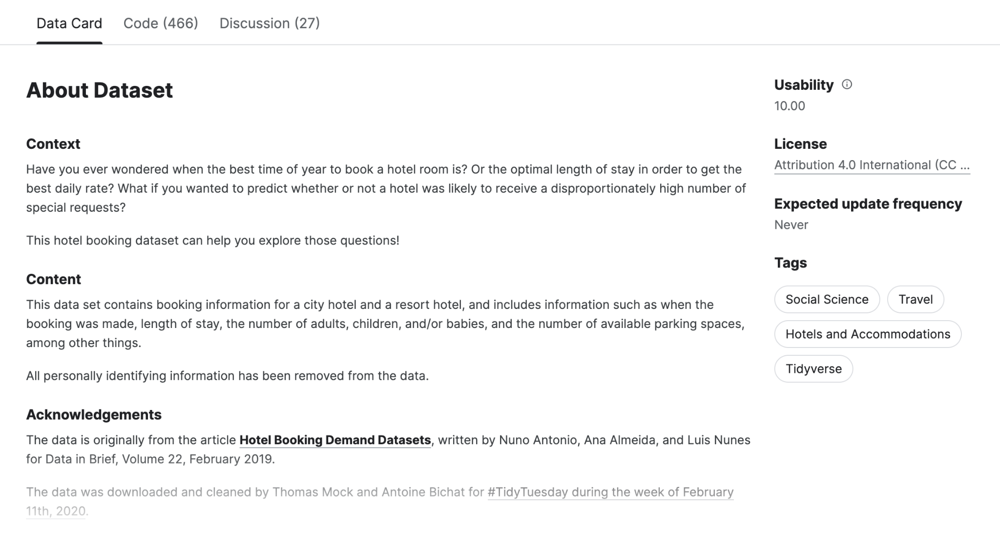 Data Card Code (466) Discussion (27)
About Dataset
Context
Have you ever wondered when the best time of year to book a hotel room is? Or the optimal length of stay in order to get the
best daily rate? What if you wanted to predict whether or not a hotel was likely to receive a disproportionately high number of
special requests?
This hotel booking dataset can help you explore those questions!
Content
This data set contains booking information for a city hotel and a resort hotel, and includes information such as when the
booking was made, length of stay, the number of adults, children, and/or babies, and the number of available parking spaces,
among other things.
All personally identifying information has been removed from the data.
Acknowledgements
The data is originally from the article Hotel Booking Demand Datasets, written by Nuno Antonio, Ana Almeida, and Luis Nunes
for Data in Brief, Volume 22, February 2019.
The data was downloaded and cleaned by Thomas Mock and Antoine Bichat for #TidyTuesday during the week of February
11th, 2020.
Usability
10.00
License
Attribution 4.0 International (CC ...
Expected update frequency
Never
Tags
Social Science Travel
Hotels and Accommodations
Tidyverse